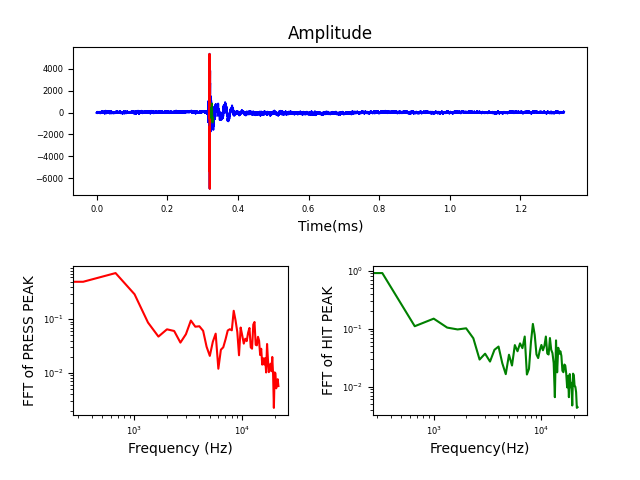 Amplitude
4000
2000
0
−2000
−4000
−6000
0.0 0.2 0.4 0.6 0.8 1.0 1.2
Time(ms)
FFT of PRESS PEAK
10⁻¹
10⁻²
10³ 10⁴
Frequency (Hz)
FFT of HIT PEAK
10⁰
10⁻¹
10⁻²
10³ 10⁴
Frequency(Hz)